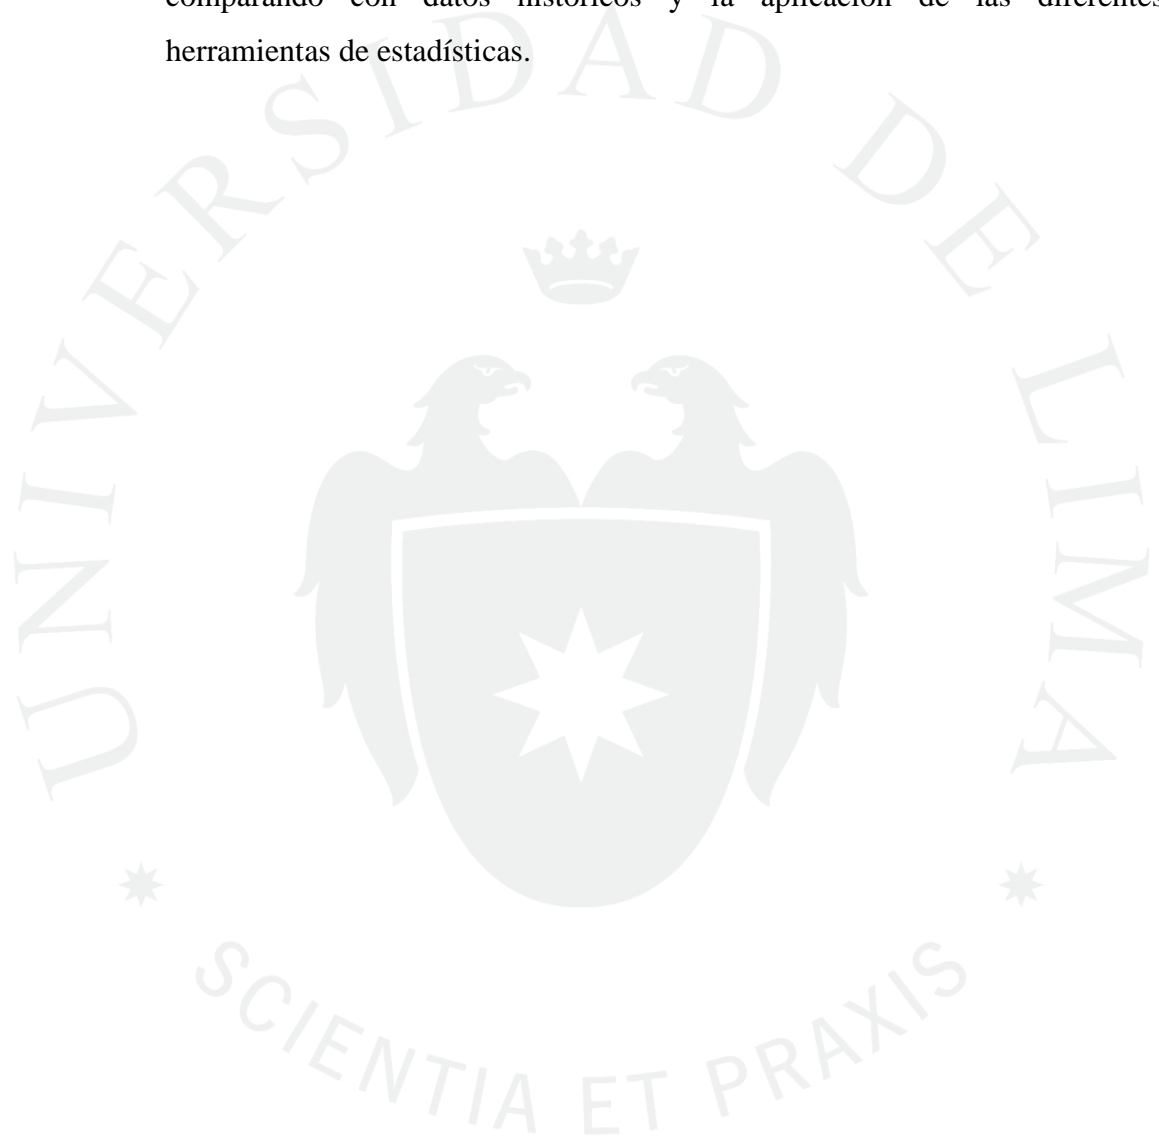 comparando con datos históricos y la aplicación de las diferentes
herramientas de estadísticas.
UNIVERSIDAD DE LIMA
SCIENTIA ET PRAXIS